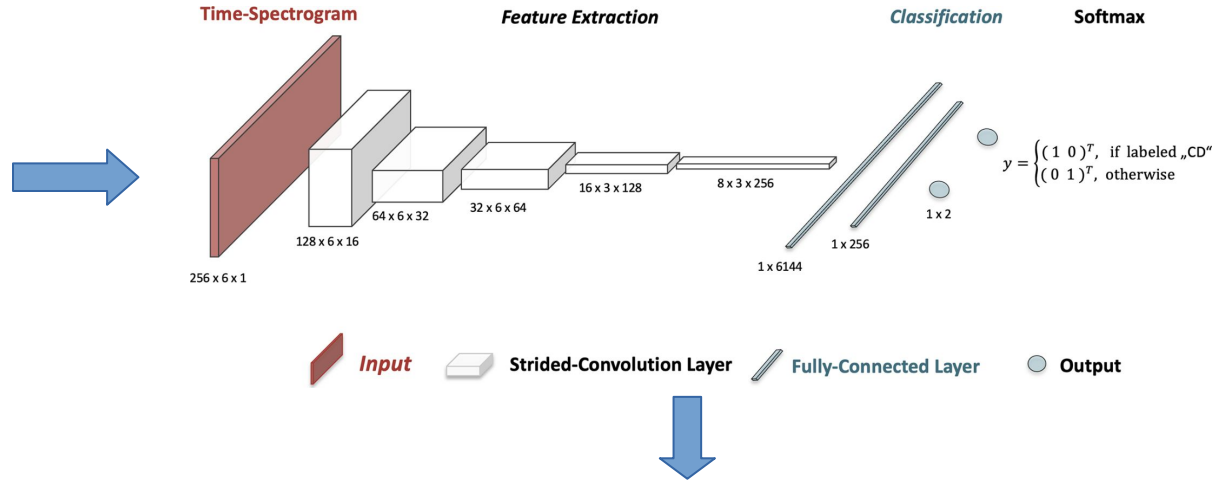 Time-Spectrogram
Feature Extraction
Classification
Softmax
256 x 6 x 1
128 x 6 x 16
64 x 6 x 32
32 x 6 x 64
16 x 3 x 128
8 x 3 x 256
1 x 6144
1 x 256
1 x 2
y = { ( 1 0 )ᵀ, if labeled „CD“
( 0 1 )ᵀ, otherwise
Input
Strided-Convolution Layer
Fully-Connected Layer
Output